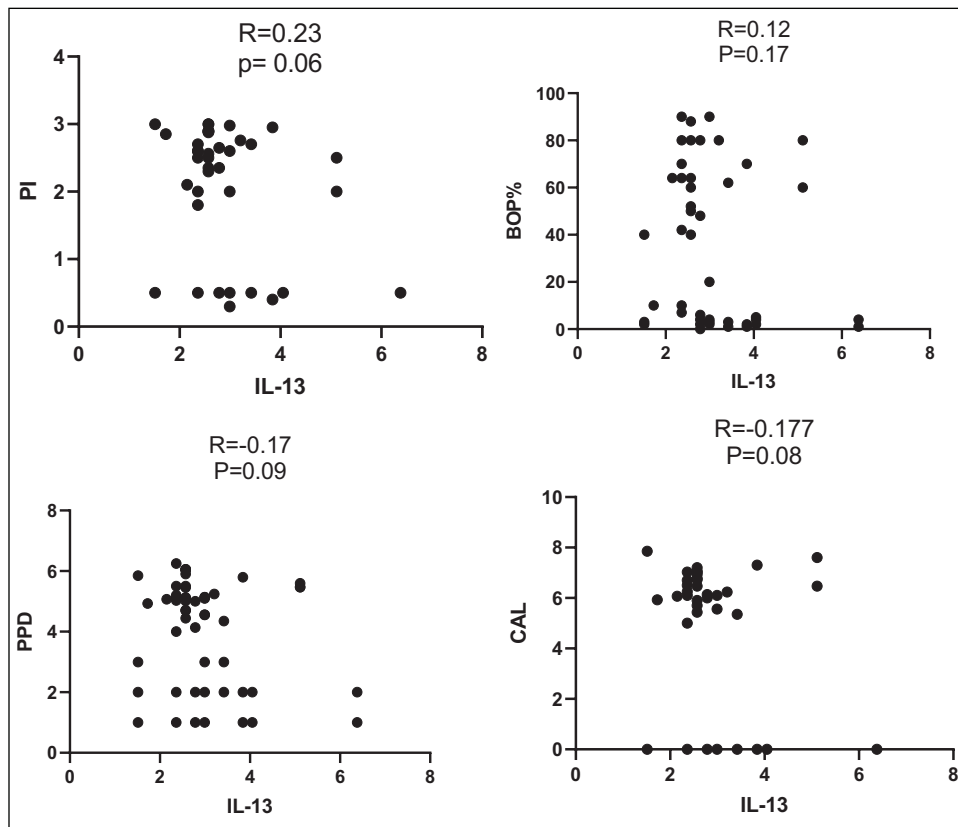 R=0.23
p= 0.06
4
3
2
1
0
PI
0 2 4 6 8
IL-13
R=0.12
P=0.17
100
80
60
40
20
0
BOP%
0 2 4 6 8
IL-13
R=-0.17
P=0.09
8
6
4
2
0
PPD
0 2 4 6 8
IL-13
R=-0.177
P=0.08
10
8
6
4
2
0
CAL
0 2 4 6 8
IL-13